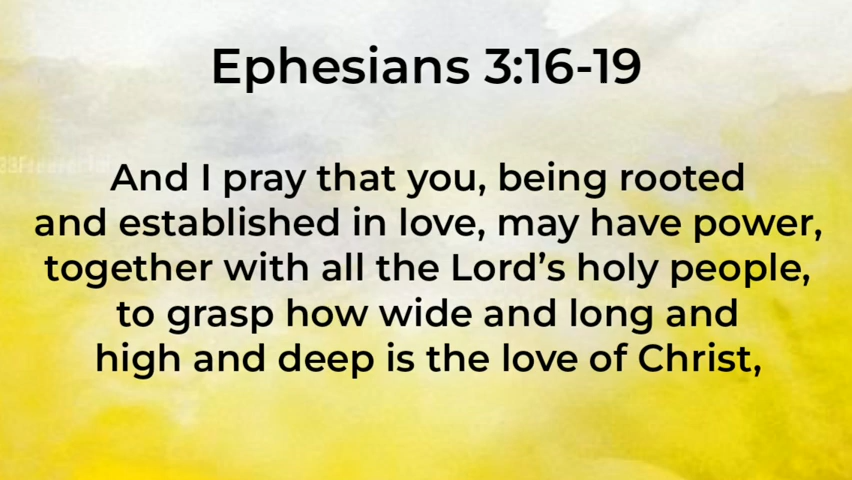 Ephesians 3:16-19
And I pray that you, being rooted
and established in love, may have power,
together with all the Lord’s holy people,
to grasp how wide and long and
high and deep is the love of Christ,